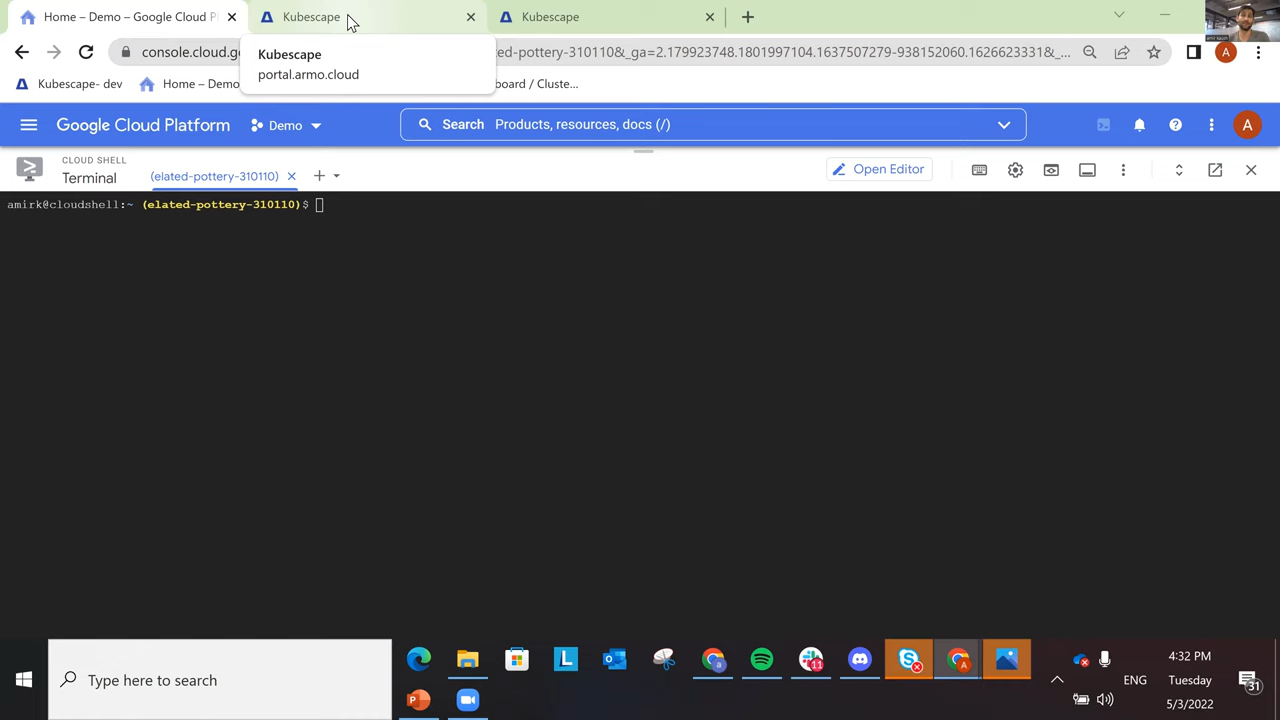 Home – Demo – Google Cloud P
Kubescape
Kubescape
console.cloud.go
ated-pottery-310110&_ga=2.179923748.1801997104.1637507279-938152060.1626623331&_...
A
Kubescape
portal.armo.cloud
Kubescape- dev
Home – Demo
board / Cluste...
Google Cloud Platform
Demo
Search Products, resources, docs (/)
A
CLOUD SHELL
Terminal
(elated-pottery-310110)
Open Editor
amirk@cloudshell:~ (elated-pottery-310110)$
L
a
11
A
4:32 PM
ENG
Tuesday
31
Type here to search
P
5/3/2022